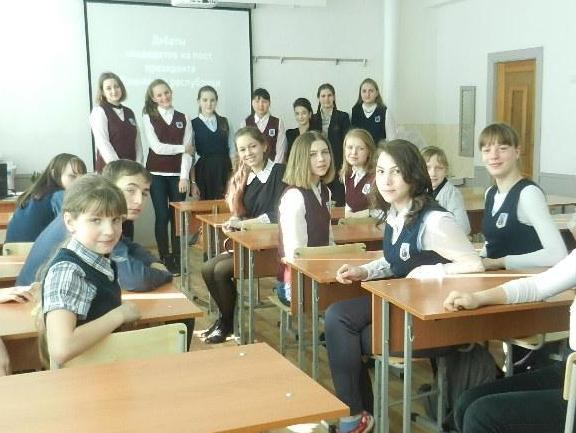 Дебаты
кандидатов на пост
президента
республики